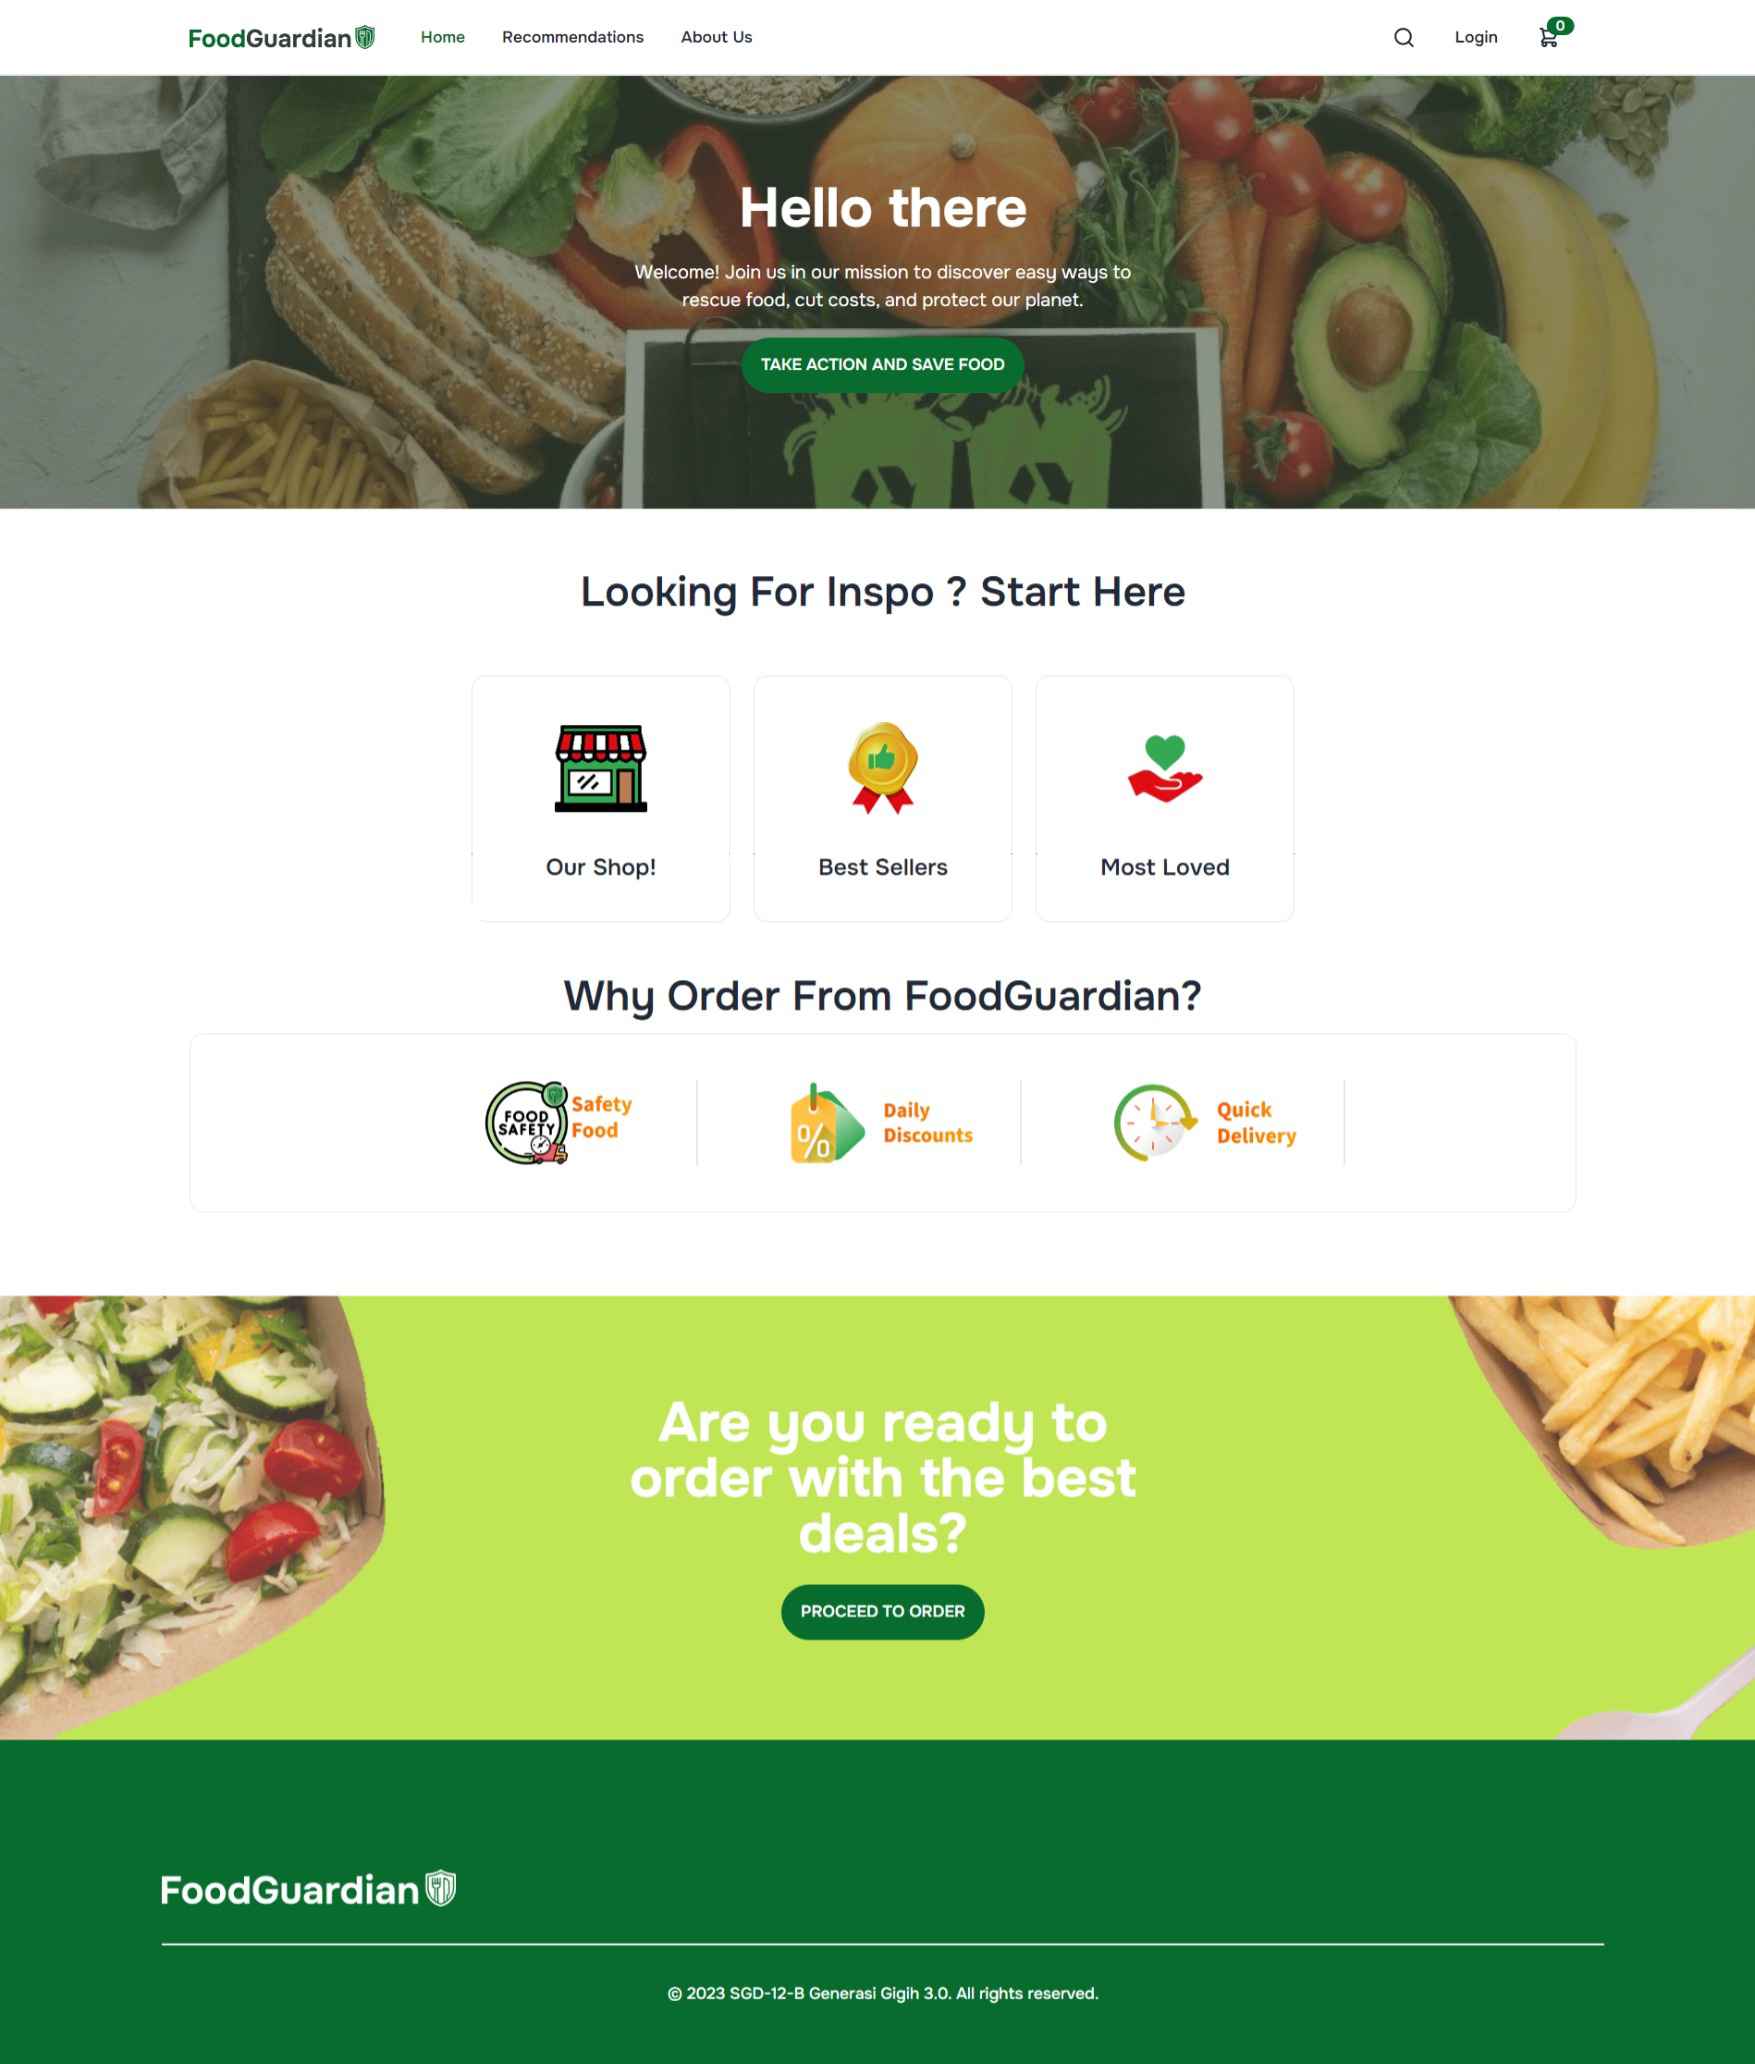 FoodGuardian
Home
Recommendations
About Us
Login
0
Hello there
Welcome! Join us in our mission to discover easy ways to
rescue food, cut costs, and protect our planet.
TAKE ACTION AND SAVE FOOD
Looking For Inspo ? Start Here
Our Shop!
Best Sellers
Most Loved
Why Order From FoodGuardian?
FOOD
SAFETY
Safety
Food
%
Daily
Discounts
Quick
Delivery
Are you ready to
order with the best
deals?
PROCEED TO ORDER
FoodGuardian
© 2023 SGD-12-B Generasi Gigih 3.0. All rights reserved.